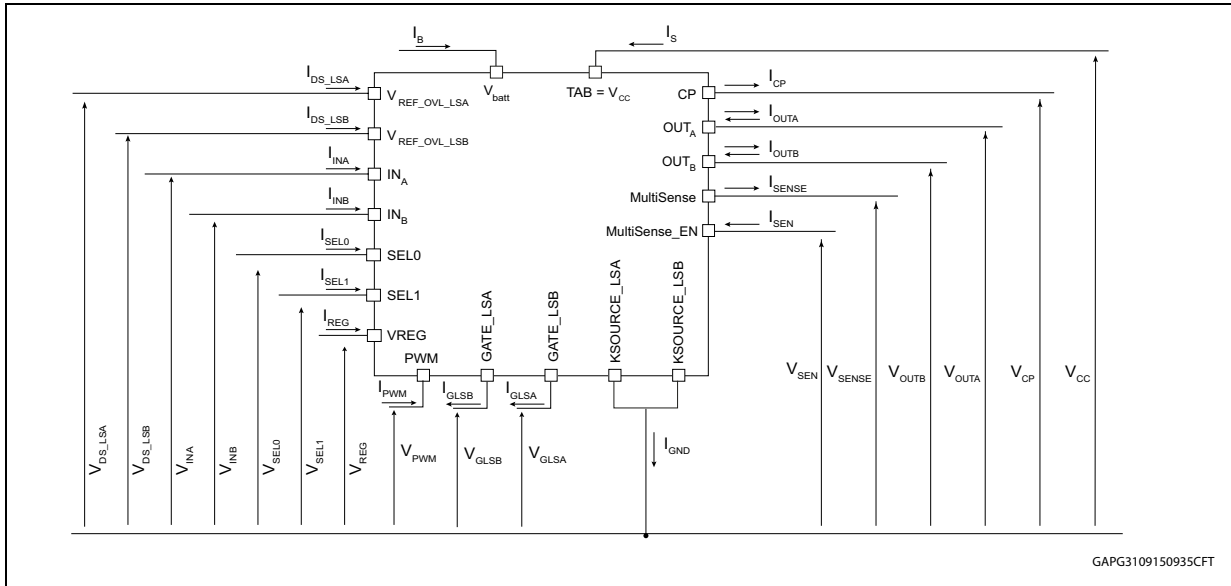 I_B
I_S
V_batt
TAB = V_CC
I_DS_LSA
V_REF_OVL_LSA
I_DS_LSB
V_REF_OVL_LSB
I_INA
IN_A
I_INB
IN_B
I_SEL0
SEL0
I_SEL1
SEL1
I_REG
VREG
CP
I_CP
OUT_A
I_OUTA
OUT_B
I_OUTB
MultiSense
I_SENSE
MultiSense_EN
I_SEN
PWM
GATE_LSA
GATE_LSB
KSOURCE_LSA
KSOURCE_LSB
I_PWM
I_GLSB
I_GLSA
I_GND
V_DS_LSA
V_DS_LSB
V_INA
V_INB
V_SEL0
V_SEL1
V_REG
V_PWM
V_GLSB
V_GLSA
V_SEN
V_SENSE
V_OUTB
V_OUTA
V_CP
V_CC
GAPG3109150935CFT